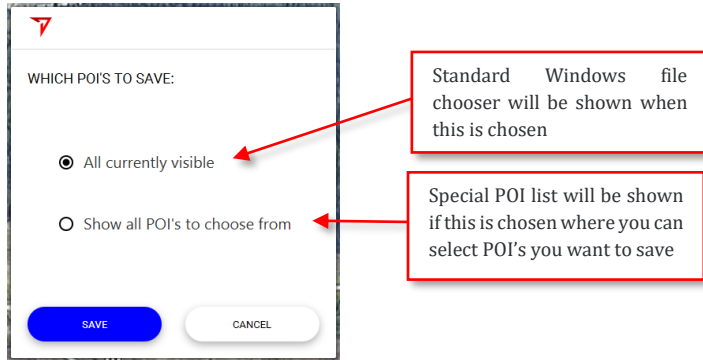 WHICH POI'S TO SAVE:
All currently visible
Show all POI's to choose from
SAVE
CANCEL
Standard Windows file
chooser will be shown when
this is chosen
Special POI list will be shown
if this is chosen where you can
select POI’s you want to save